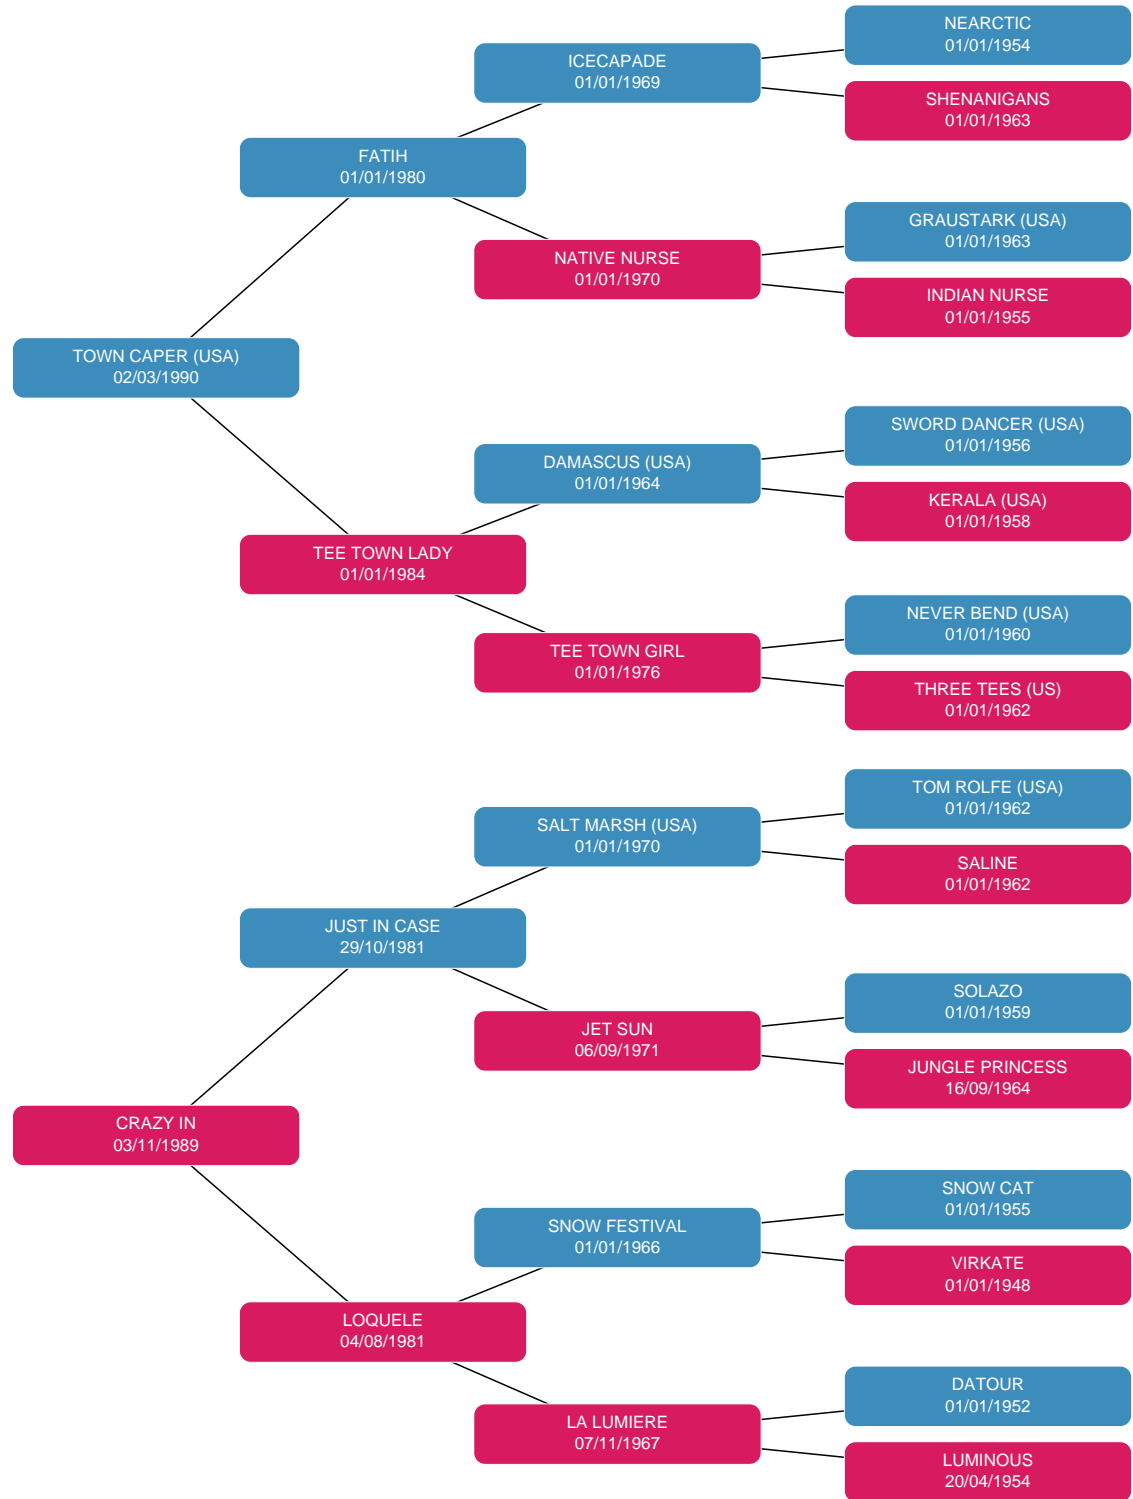 NEARCTIC
01/01/1954
ICECAPADE
01/01/1969
SHENANIGANS
01/01/1963
FATIH
01/01/1980
GRAUSTARK (USA)
01/01/1963
NATIVE NURSE
01/01/1970
INDIAN NURSE
01/01/1955
TOWN CAPER (USA)
02/03/1990
SWORD DANCER (USA)
01/01/1956
DAMASCUS (USA)
01/01/1964
KERALA (USA)
01/01/1958
TEE TOWN LADY
01/01/1984
NEVER BEND (USA)
01/01/1960
TEE TOWN GIRL
01/01/1976
THREE TEES (US)
01/01/1962
TOM ROLFE (USA)
01/01/1962
SALT MARSH (USA)
01/01/1970
SALINE
01/01/1962
JUST IN CASE
29/10/1981
SOLAZO
01/01/1959
JET SUN
06/09/1971
JUNGLE PRINCESS
16/09/1964
CRAZY IN
03/11/1989
SNOW CAT
01/01/1955
SNOW FESTIVAL
01/01/1966
VIRKATE
01/01/1948
LOQUELE
04/08/1981
DATOUR
01/01/1952
LA LUMIERE
07/11/1967
LUMINOUS
20/04/1954